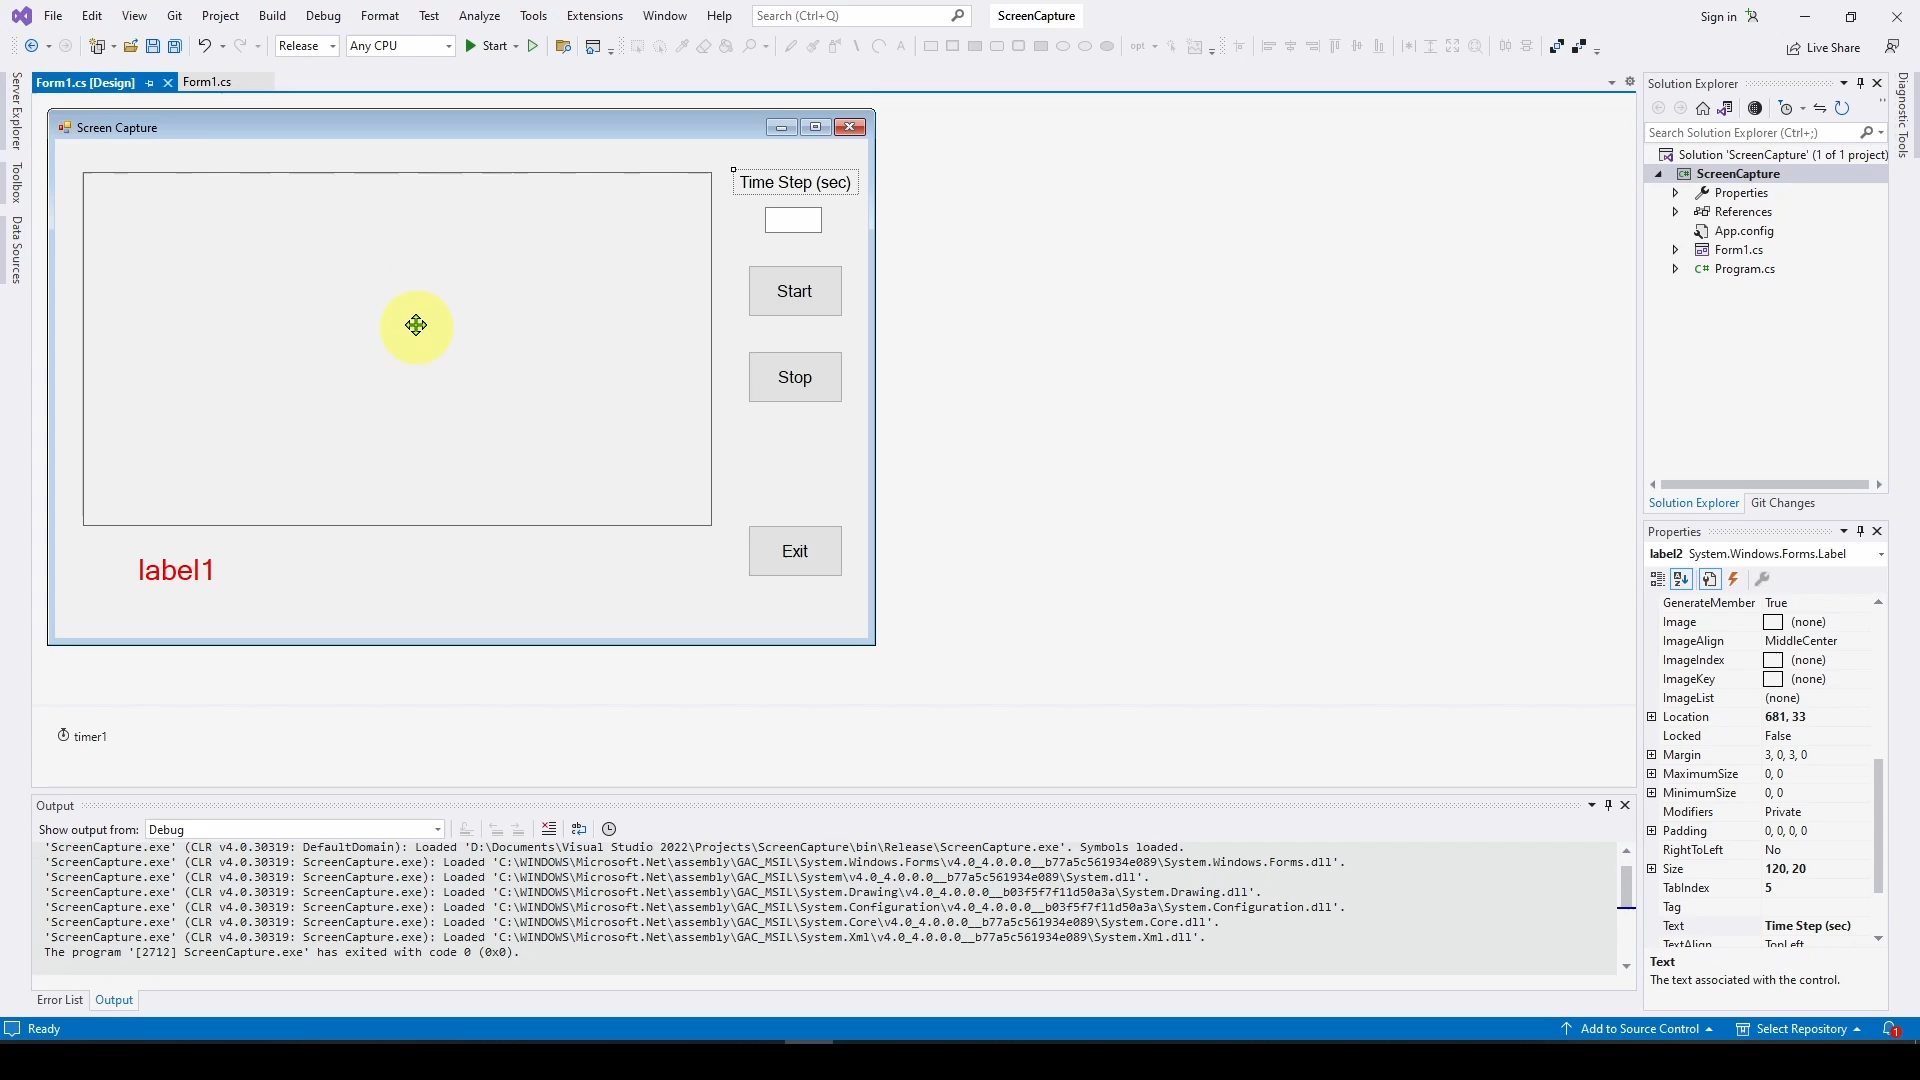 File Edit View Git Project Build Debug Format Test Analyze Tools Extensions Window Help Search (Ctrl+Q) ScreenCapture Sign in
Release Any CPU Start opt Live Share
Server Explorer
Toolbox
Data Sources
Form1.cs [Design] Form1.cs
Screen Capture
Time Step (sec)
Start
Stop
Exit
label1
timer1
Solution Explorer
Search Solution Explorer (Ctrl+;)
Solution 'ScreenCapture' (1 of 1 project)
C# ScreenCapture
Properties
References
App.config
Form1.cs
C# Program.cs
Solution Explorer Git Changes
Diagnostic Tools
Properties
label2 System.Windows.Forms.Label
GenerateMember True
Image (none)
ImageAlign MiddleCenter
ImageIndex (none)
ImageKey (none)
ImageList (none)
Location 681, 33
Locked False
Margin 3, 0, 3, 0
MaximumSize 0, 0
MinimumSize 0, 0
Modifiers Private
Padding 0, 0, 0, 0
RightToLeft No
Size 120, 20
TabIndex 5
Tag
Text Time Step (sec)
TextAlign TopLeft
Text
The text associated with the control.
Output
Show output from: Debug
'ScreenCapture.exe' (CLR v4.0.30319: DefaultDomain): Loaded 'D:\Documents\Visual Studio 2022\Projects\ScreenCapture\bin\Release\ScreenCapture.exe'. Symbols loaded.
'ScreenCapture.exe' (CLR v4.0.30319: ScreenCapture.exe): Loaded 'C:\WINDOWS\Microsoft.Net\assembly\GAC_MSIL\System.Windows.Forms\v4.0_4.0.0.0__b77a5c561934e089\System.Windows.Forms.dll'.
'ScreenCapture.exe' (CLR v4.0.30319: ScreenCapture.exe): Loaded 'C:\WINDOWS\Microsoft.Net\assembly\GAC_MSIL\System\v4.0_4.0.0.0__b77a5c561934e089\System.dll'.
'ScreenCapture.exe' (CLR v4.0.30319: ScreenCapture.exe): Loaded 'C:\WINDOWS\Microsoft.Net\assembly\GAC_MSIL\System.Drawing\v4.0_4.0.0.0__b03f5f7f11d50a3a\System.Drawing.dll'.
'ScreenCapture.exe' (CLR v4.0.30319: ScreenCapture.exe): Loaded 'C:\WINDOWS\Microsoft.Net\assembly\GAC_MSIL\System.Configuration\v4.0_4.0.0.0__b03f5f7f11d50a3a\System.Configuration.dll'.
'ScreenCapture.exe' (CLR v4.0.30319: ScreenCapture.exe): Loaded 'C:\WINDOWS\Microsoft.Net\assembly\GAC_MSIL\System.Core\v4.0_4.0.0.0__b77a5c561934e089\System.Core.dll'.
'ScreenCapture.exe' (CLR v4.0.30319: ScreenCapture.exe): Loaded 'C:\WINDOWS\Microsoft.Net\assembly\GAC_MSIL\System.Xml\v4.0_4.0.0.0__b77a5c561934e089\System.Xml.dll'.
The program '[2712] ScreenCapture.exe' has exited with code 0 (0x0).
Error List Output
Ready Add to Source Control Select Repository 1